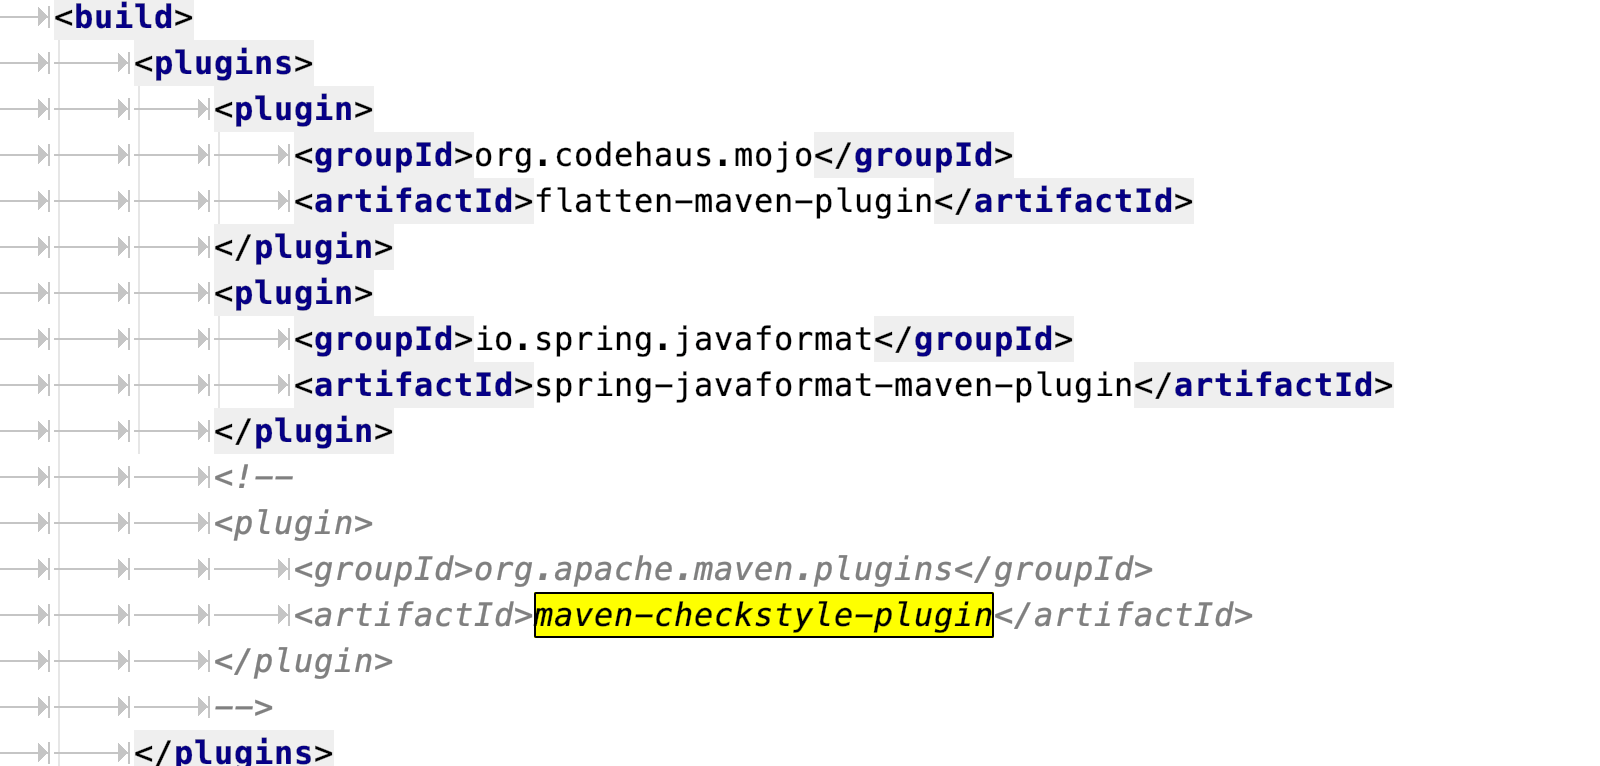 <build>
<plugins>
<plugin>
<groupId>org.codehaus.mojo</groupId>
<artifactId>flatten-maven-plugin</artifactId>
</plugin>
<plugin>
<groupId>io.spring.javaformat</groupId>
<artifactId>spring-javaformat-maven-plugin</artifactId>
</plugin>
<!--
<plugin>
<groupId>org.apache.maven.plugins</groupId>
<artifactId>maven-checkstyle-plugin</artifactId>
</plugin>
-->
</plugins>